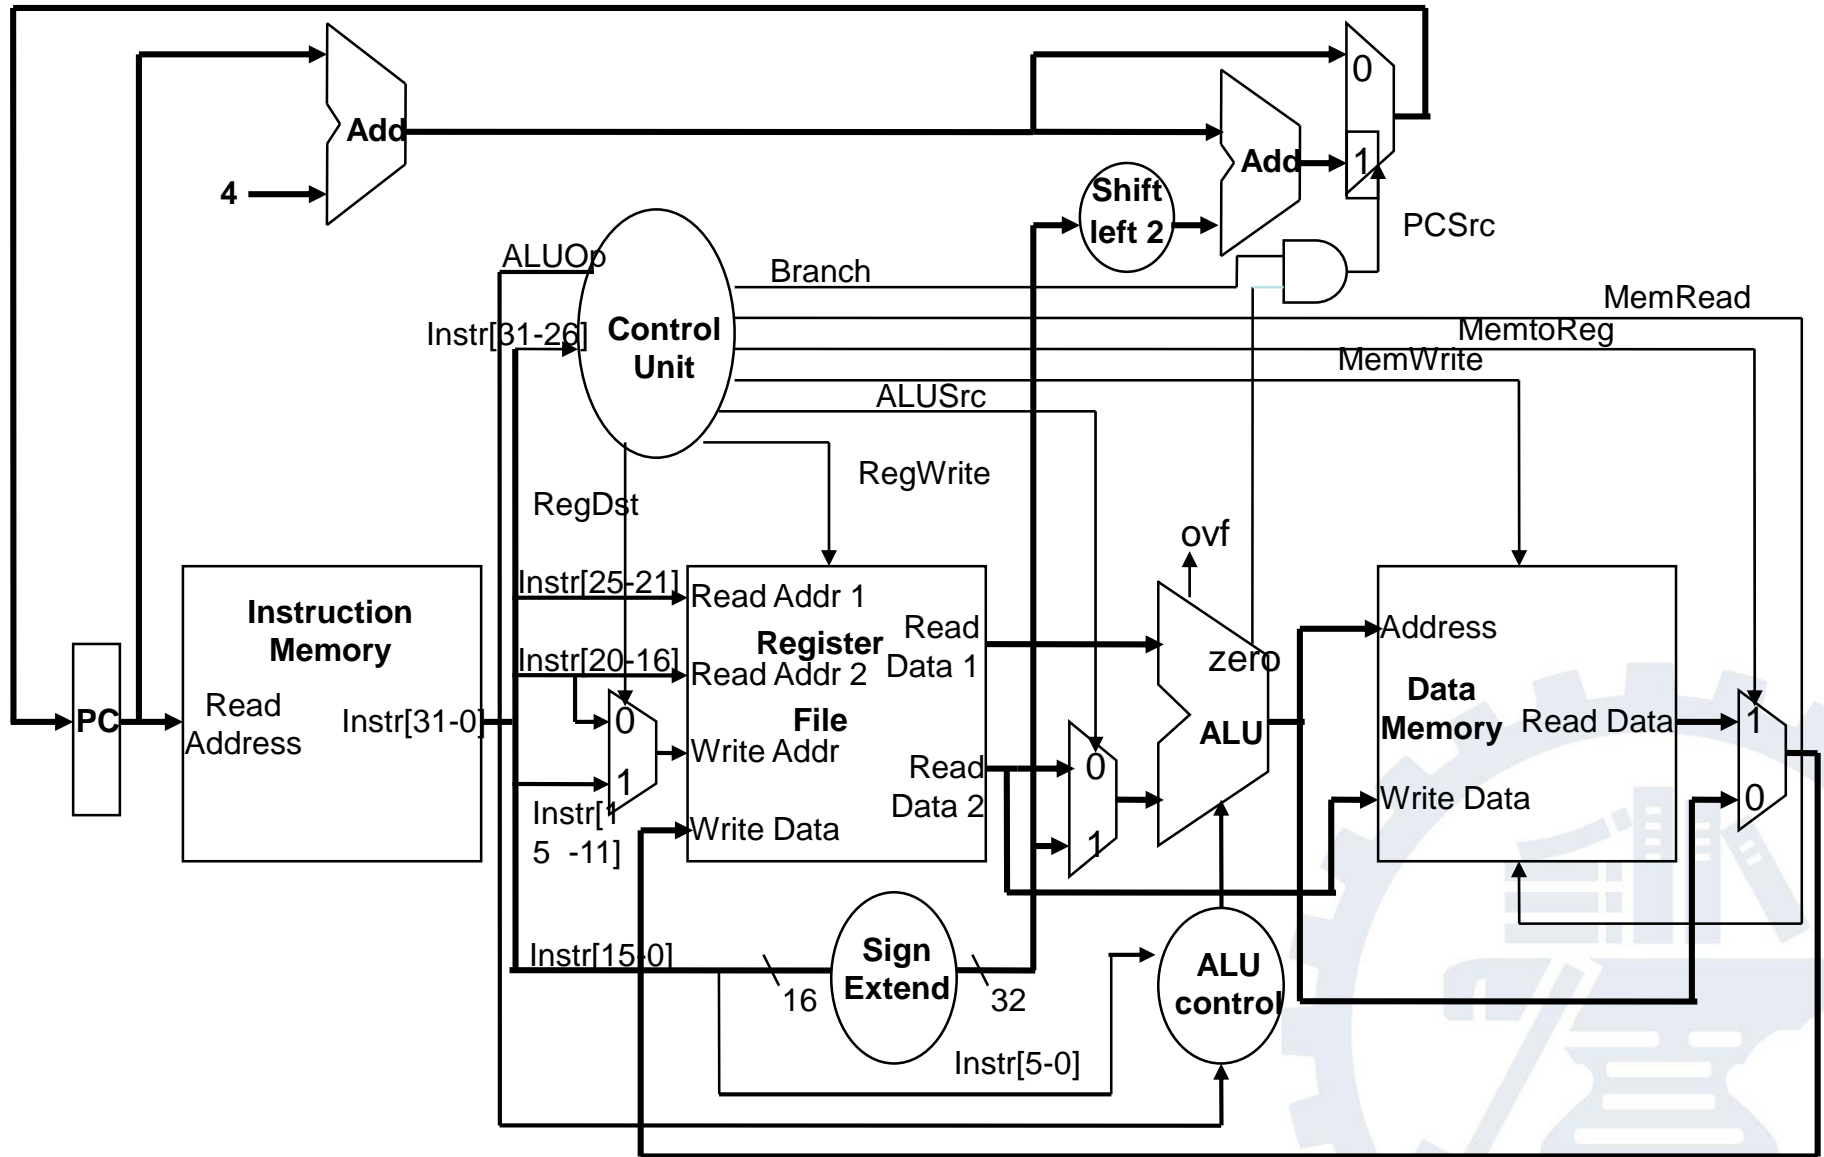 0
Add
Add
1
4
Shift
left 2
PCSrc
ALUOp
Branch
MemRead
Instr[31-26]
Control
Unit
MemtoReg
MemWrite
ALUSrc
RegWrite
RegDst
ovf
Instruction
Memory
Instr[25-21]
Read Addr 1
Register
Read
Data 1
zero
Address
Instr[20-16]
Read Addr 2
PC
Read
Address
Instr[31-0]
0
File
ALU
Data
Memory
Read Data
1
Write Addr
1
Read
Data 2
0
Write Data
0
Instr[1
5 -11]
Write Data
1
Instr[15-0]
16
Sign
Extend
32
ALU
control
Instr[5-0]